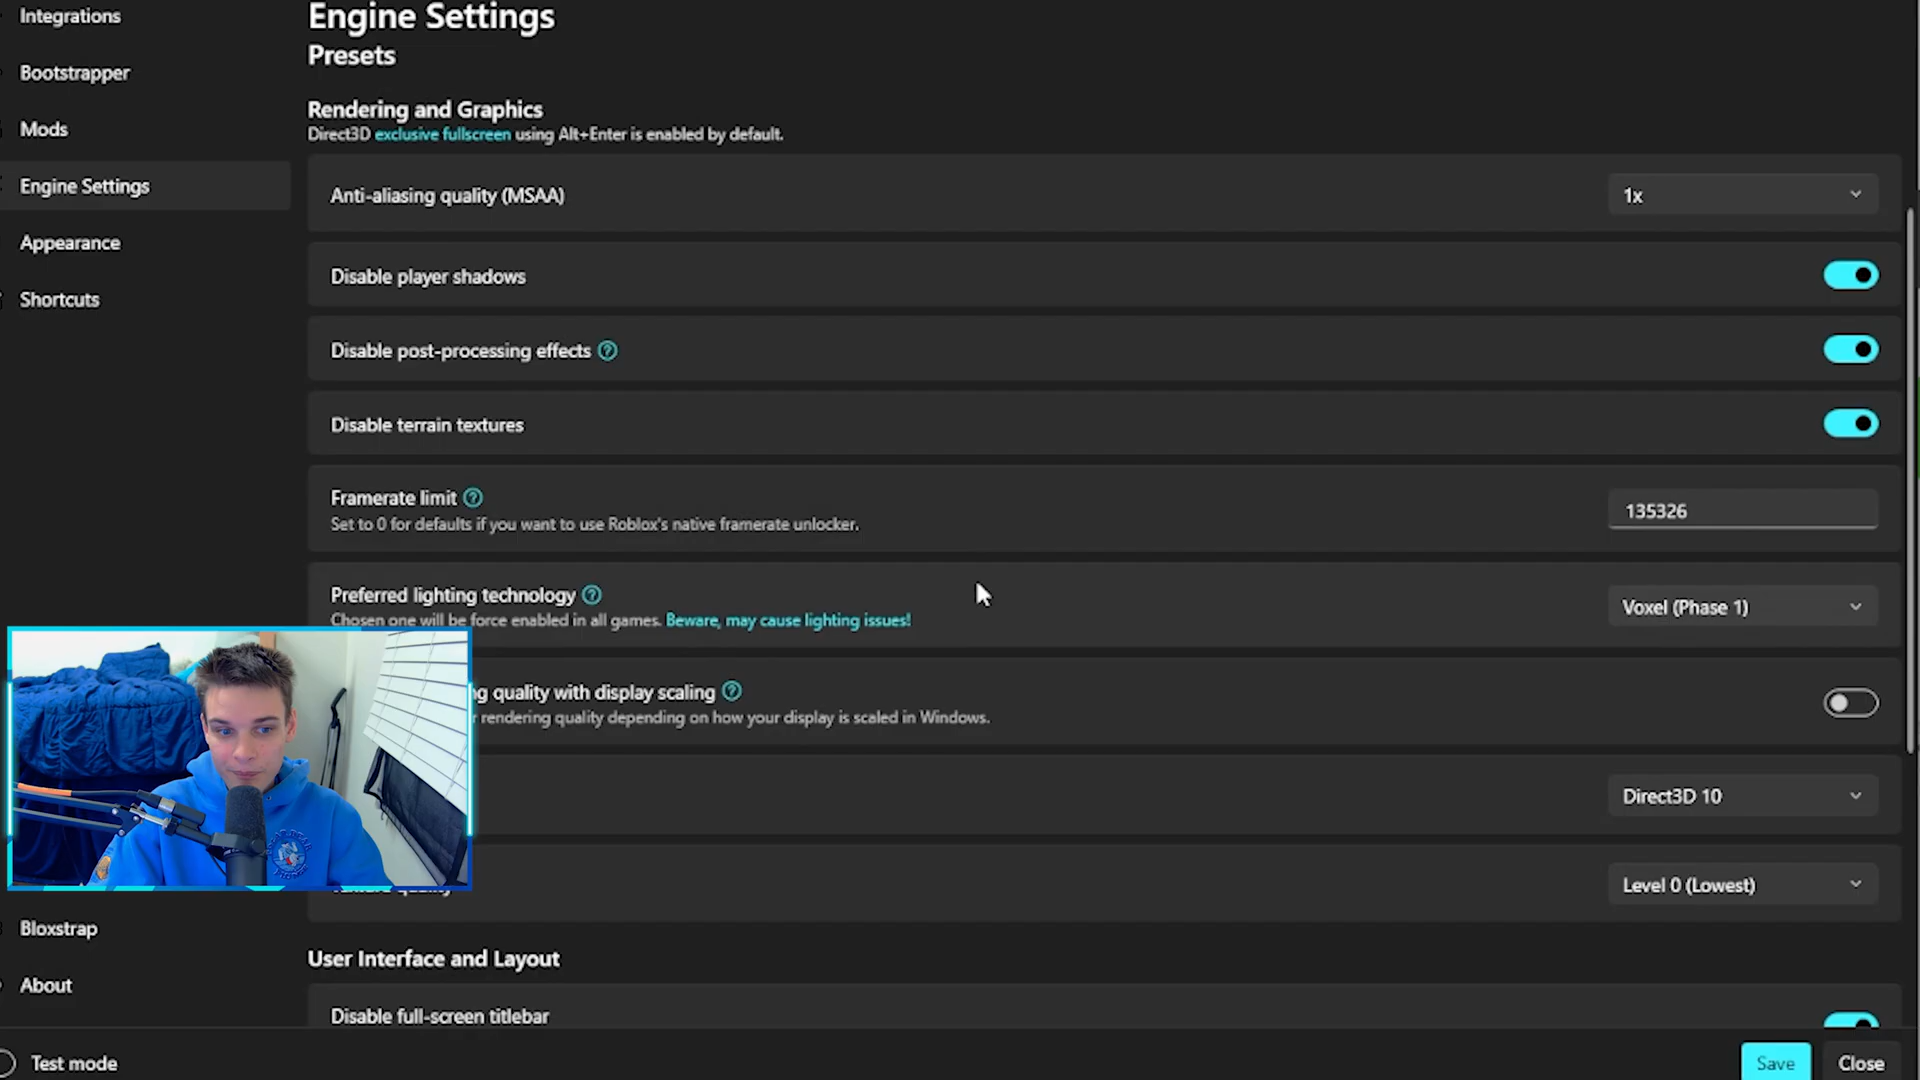 Integrations
Bootstrapper
Mods
Engine Settings
Appearance
Shortcuts
Bloxstrap
About
Test mode
Engine Settings
Presets
Rendering and Graphics
Direct3D exclusive fullscreen using Alt+Enter is enabled by default.
Anti-aliasing quality (MSAA)
1x
Disable player shadows
Disable post-processing effects
Disable terrain textures
Framerate limit
Set to 0 for defaults if you want to use Roblox's native framerate unlocker.
135326
Preferred lighting technology
Chosen one will be force enabled in all games. Beware, may cause lighting issues!
Voxel (Phase 1)
quality with display scaling
rendering quality depending on how your display is scaled in Windows.
Direct3D 10
Level 0 (Lowest)
User Interface and Layout
Disable full-screen titlebar
Save
Close